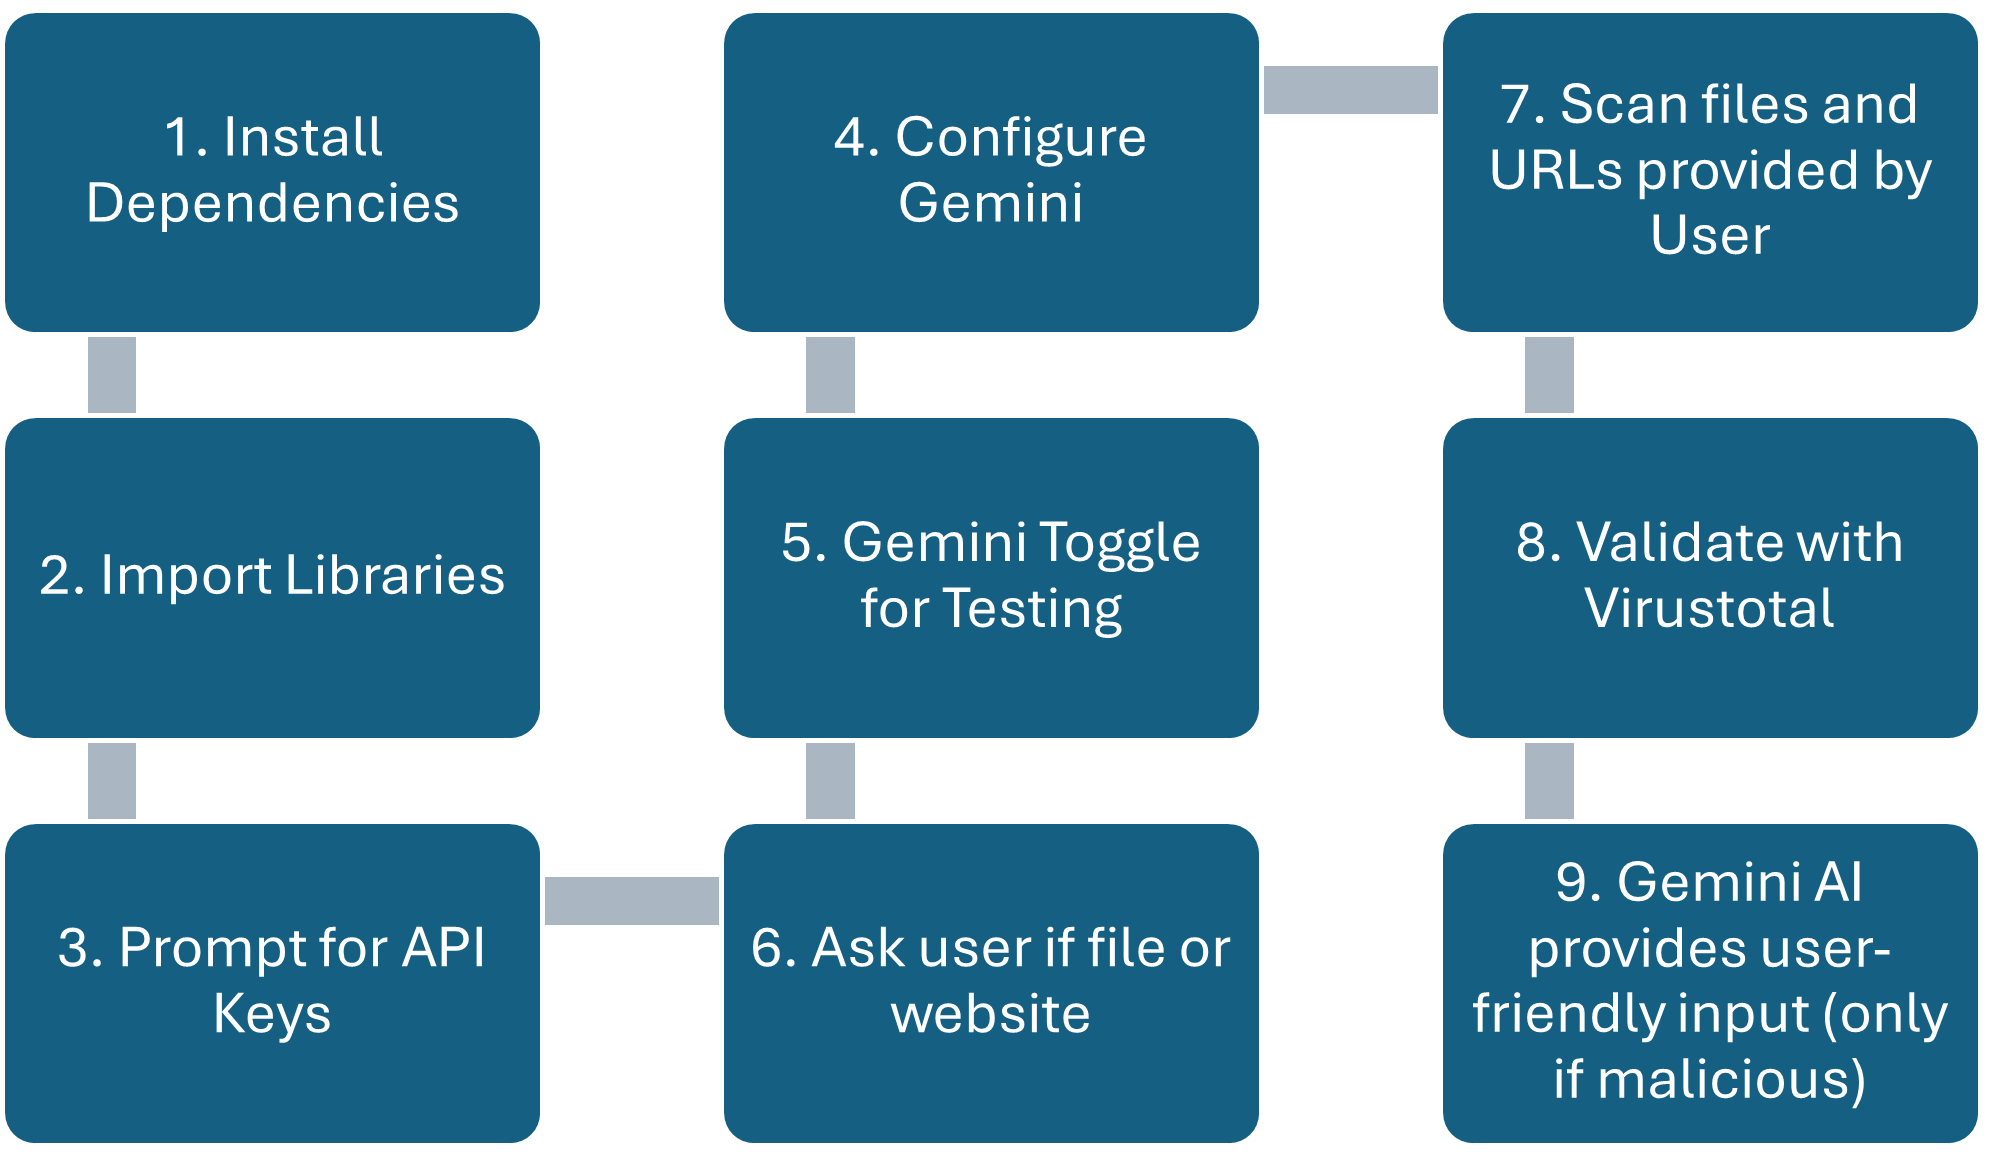 1. Install
Dependencies
2. Import Libraries
3. Prompt for API
Keys
4. Configure
Gemini
5. Gemini Toggle
for Testing
6. Ask user if file or
website
7. Scan files and
URLs provided by
User
8. Validate with
Virustotal
9. Gemini AI
provides user-
friendly input (only
if malicious)